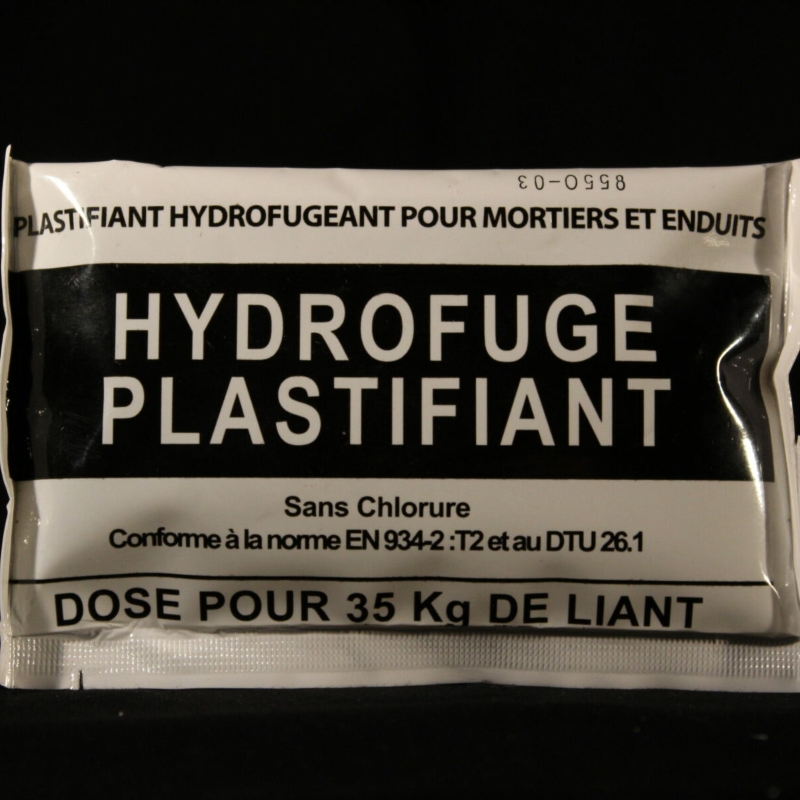 8550-03
PLASTIFIANT HYDROFUGEANT POUR MORTIERS ET ENDUITS
HYDROFUGE
PLASTIFIANT
Sans Chlorure
Conforme à la norme EN 934-2 :T2 et au DTU 26.1
DOSE POUR 35 Kg DE LIANT